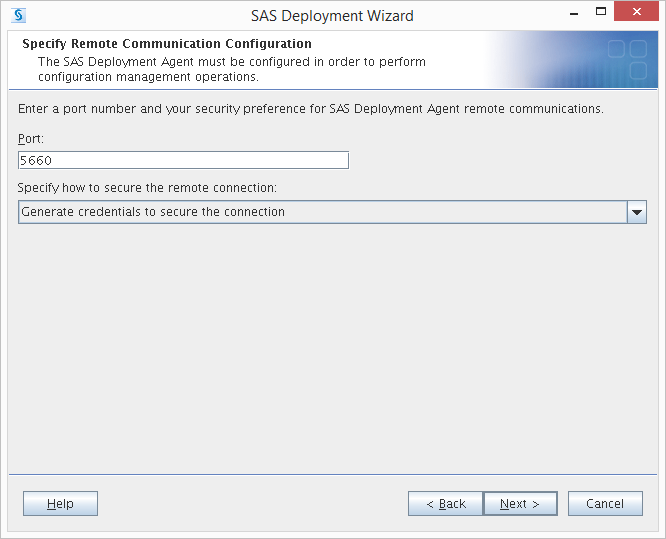 SAS Deployment Wizard
Specify Remote Communication Configuration
The SAS Deployment Agent must be configured in order to perform
configuration management operations.
Enter a port number and your security preference for SAS Deployment Agent remote communications.
Port:
5660
Specify how to secure the remote connection:
Generate credentials to secure the connection
Help
< Back
Next >
Cancel